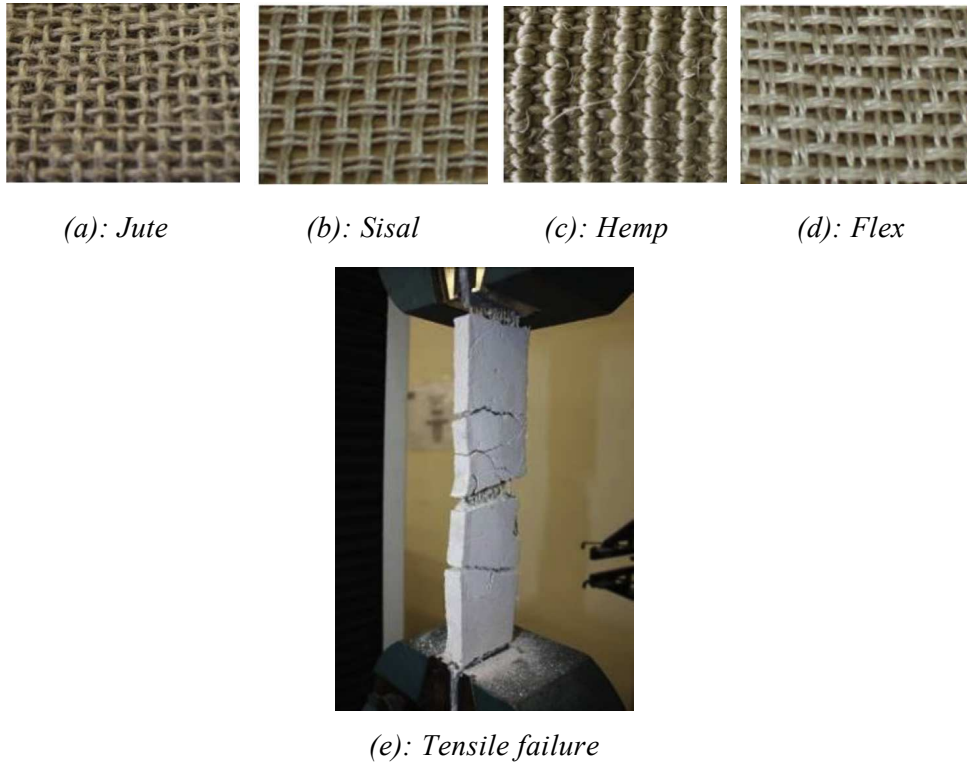 (a): Jute
(b): Sisal
(c): Hemp
(d): Flex
(e): Tensile failure